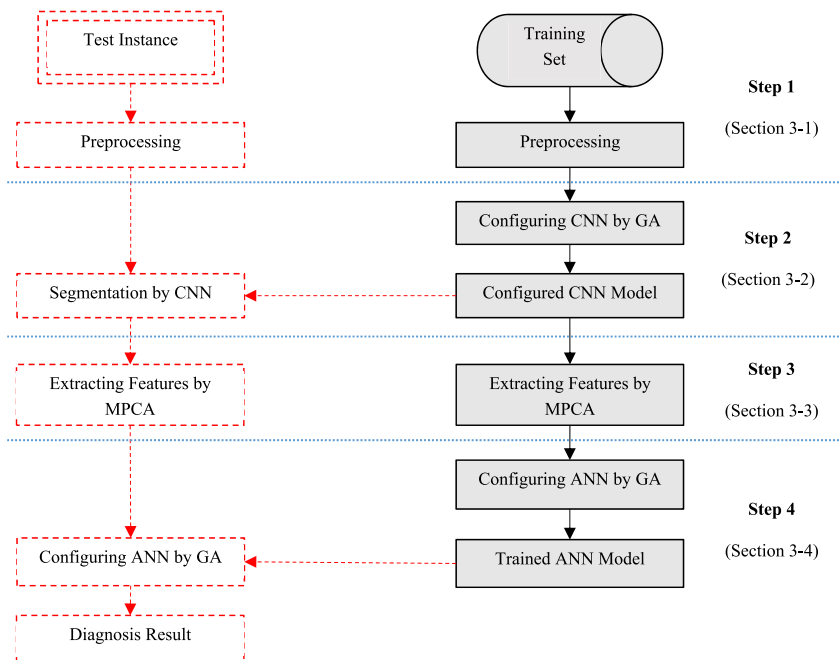 Test Instance
Training
Set
Step 1
(Section 3-1)
Preprocessing
Preprocessing
Configuring CNN by GA
Step 2
(Section 3-2)
Segmentation by CNN
Configured CNN Model
Step 3
(Section 3-3)
Extracting Features by
MPCA
Extracting Features by
MPCA
Configuring ANN by GA
Step 4
(Section 3-4)
Configuring ANN by GA
Trained ANN Model
Diagnosis Result